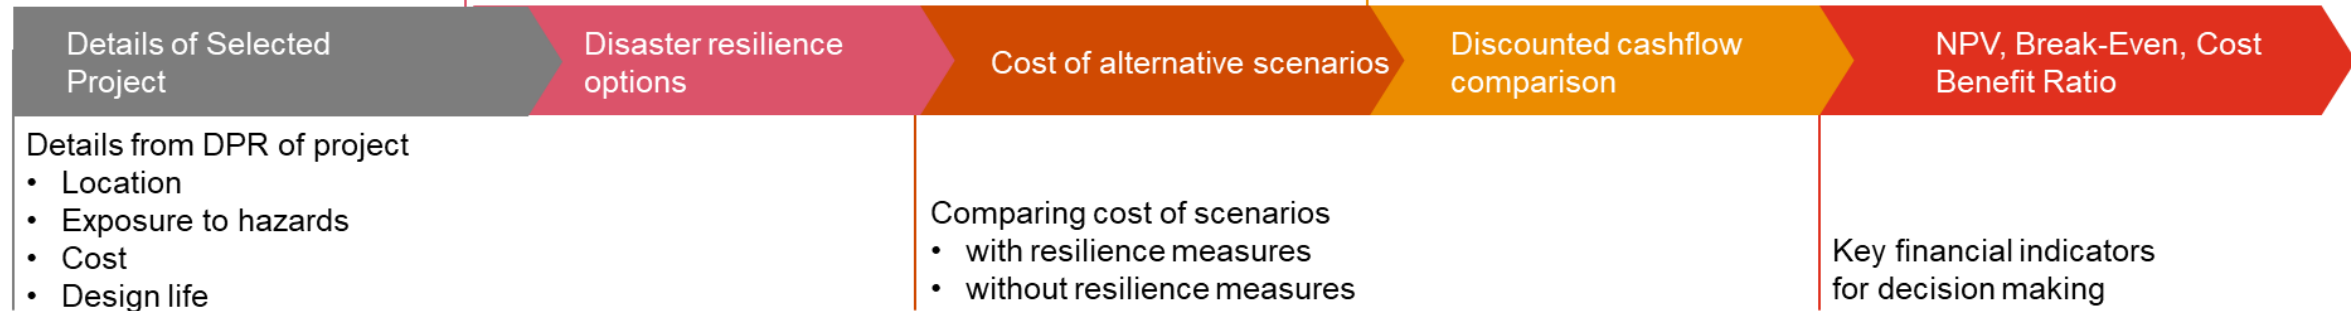 Details of Selected
Project
Disaster resilience
options
Cost of alternative scenarios
Discounted cashflow
comparison
NPV, Break-Even, Cost
Benefit Ratio
Details from DPR of project
• Location
• Exposure to hazards
• Cost
• Design life
Comparing cost of scenarios
• with resilience measures
• without resilience measures
Key financial indicators
for decision making